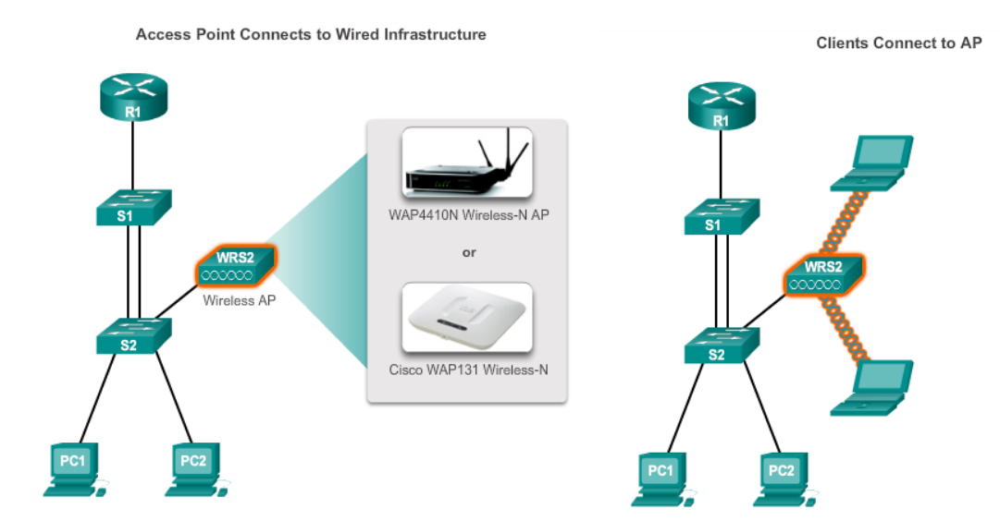 Access Point Connects to Wired Infrastructure
R1
S1
WRS2
Wireless AP
S2
PC1
PC2
WAP4410N Wireless-N AP
or
Cisco WAP131 Wireless-N
Clients Connect to AP
R1
S1
WRS2
S2
PC1
PC2